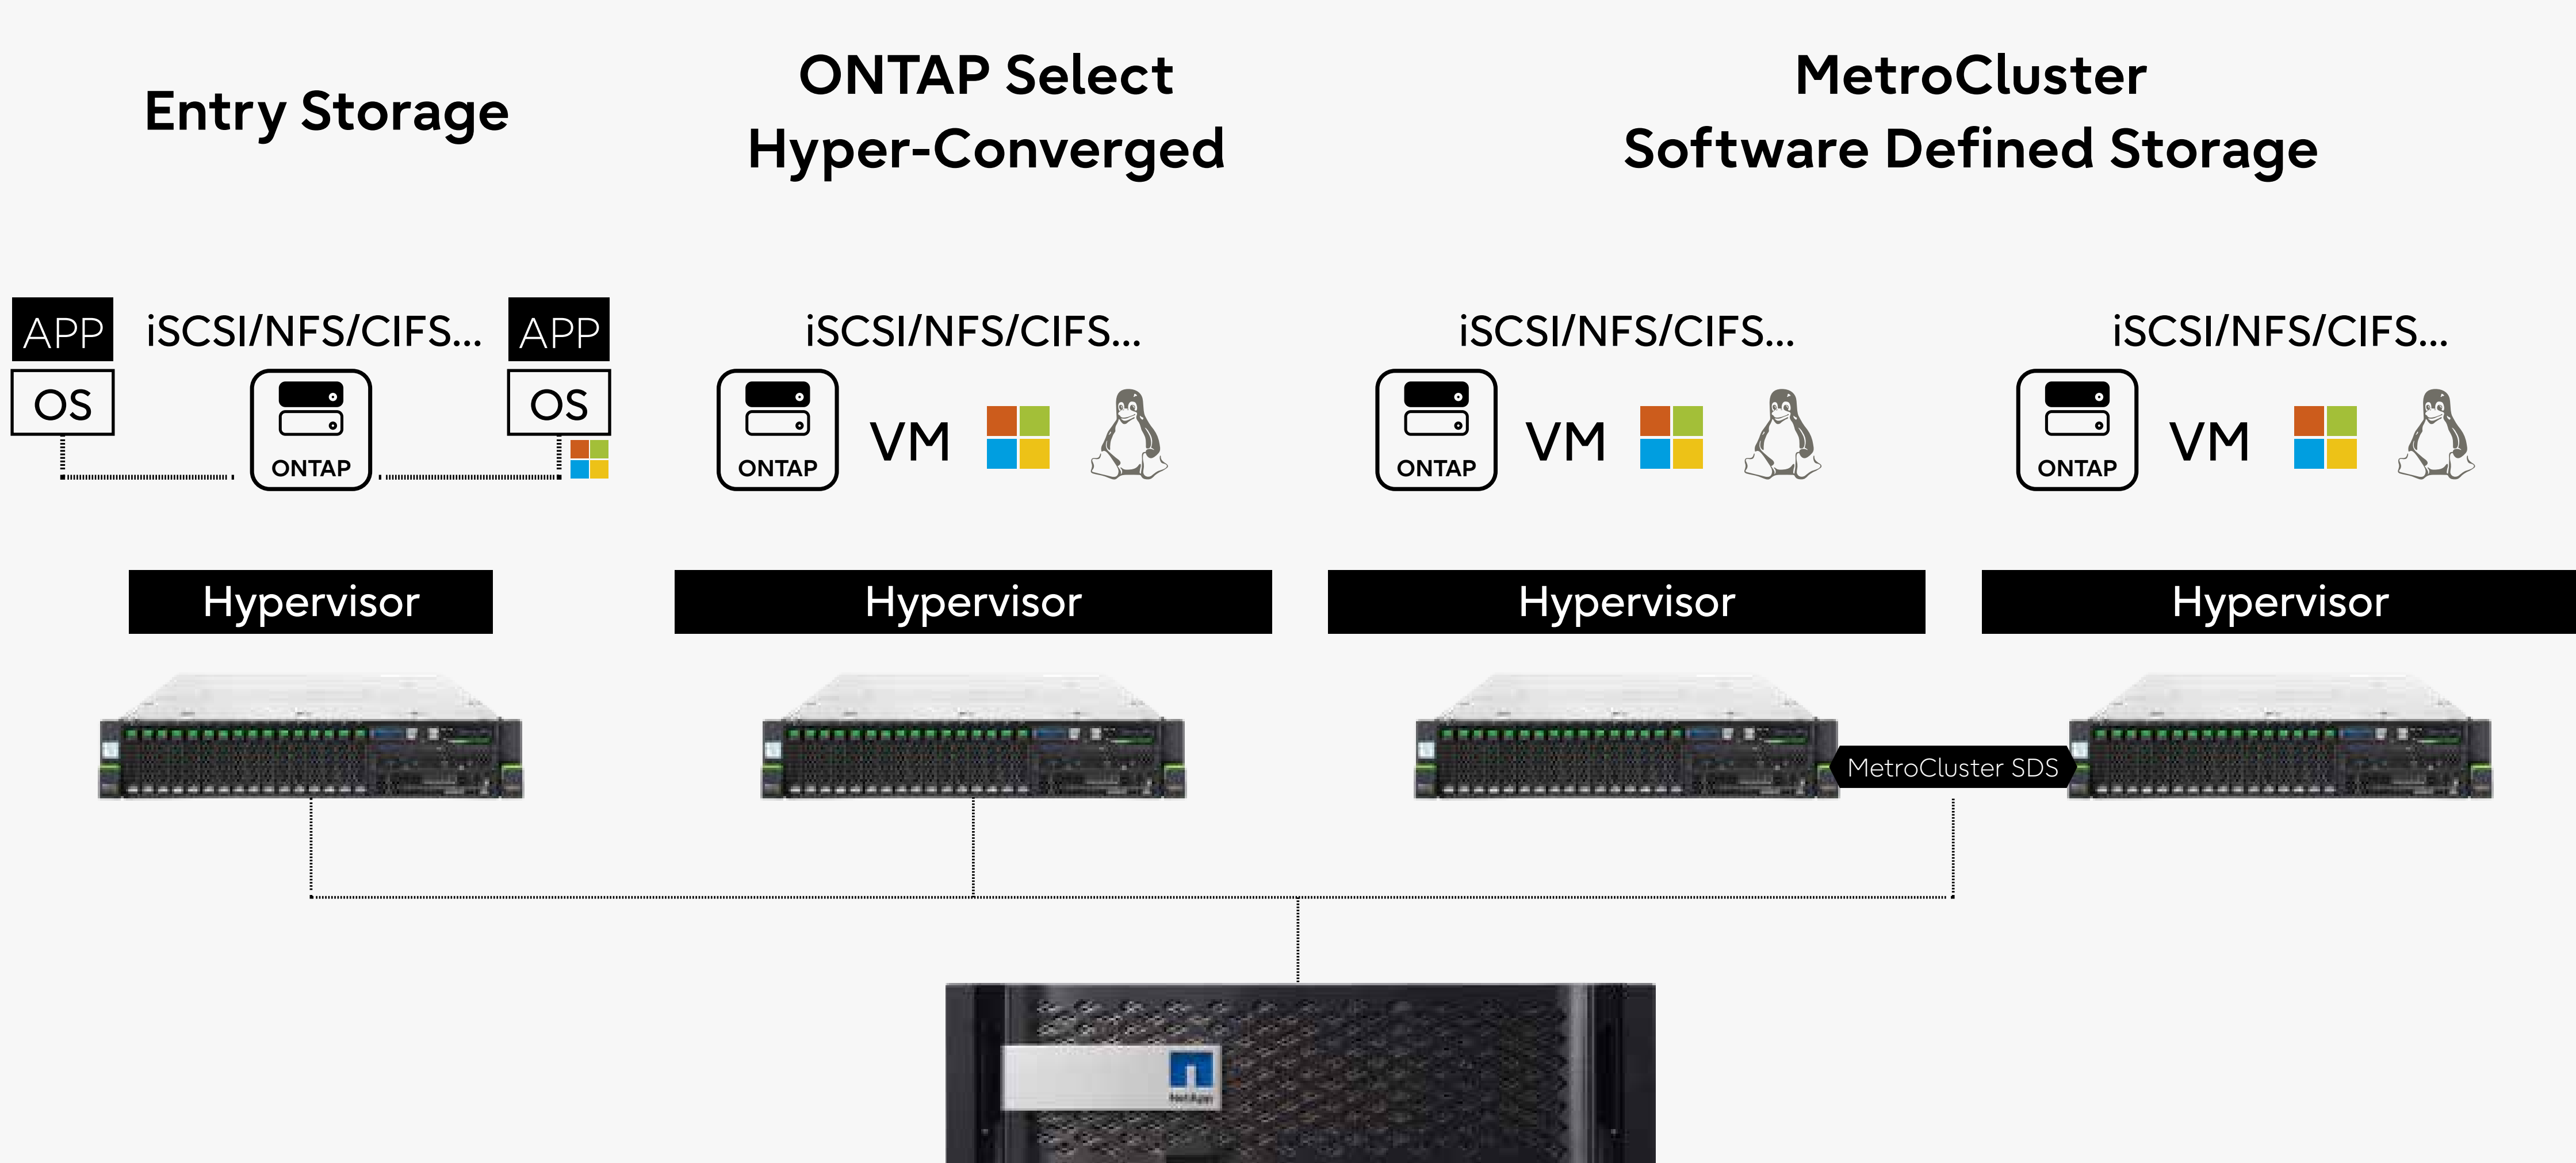 Entry Storage
ONTAP Select
Hyper-Converged
MetroCluster
Software Defined Storage
APP
iSCSI/NFS/CIFS...
APP
OS
OS
ONTAP
iSCSI/NFS/CIFS...
ONTAP
VM
iSCSI/NFS/CIFS...
ONTAP
VM
iSCSI/NFS/CIFS...
ONTAP
VM
Hypervisor
Hypervisor
Hypervisor
Hypervisor
MetroCluster SDS
NetApp